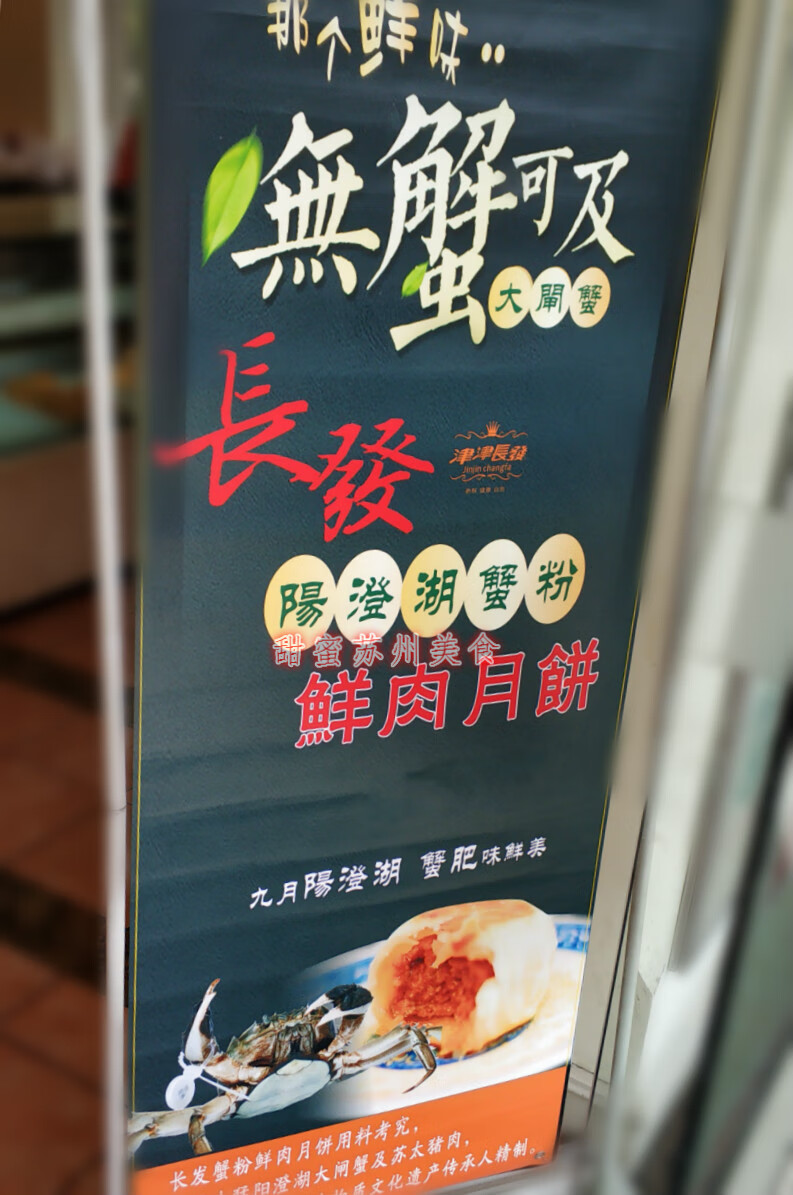 那个鲜味..
無蟹可及
大閘蟹
長發
津津長發
Jinjin changfa
陽澄湖蟹粉
甜蜜苏州美食
鮮肉月餅
九月陽澄湖 蟹肥味鮮美
长发蟹粉鲜肉月饼用料考究，
阳澄湖大闸蟹及苏太猪肉，
质文化遗产传承人精制。